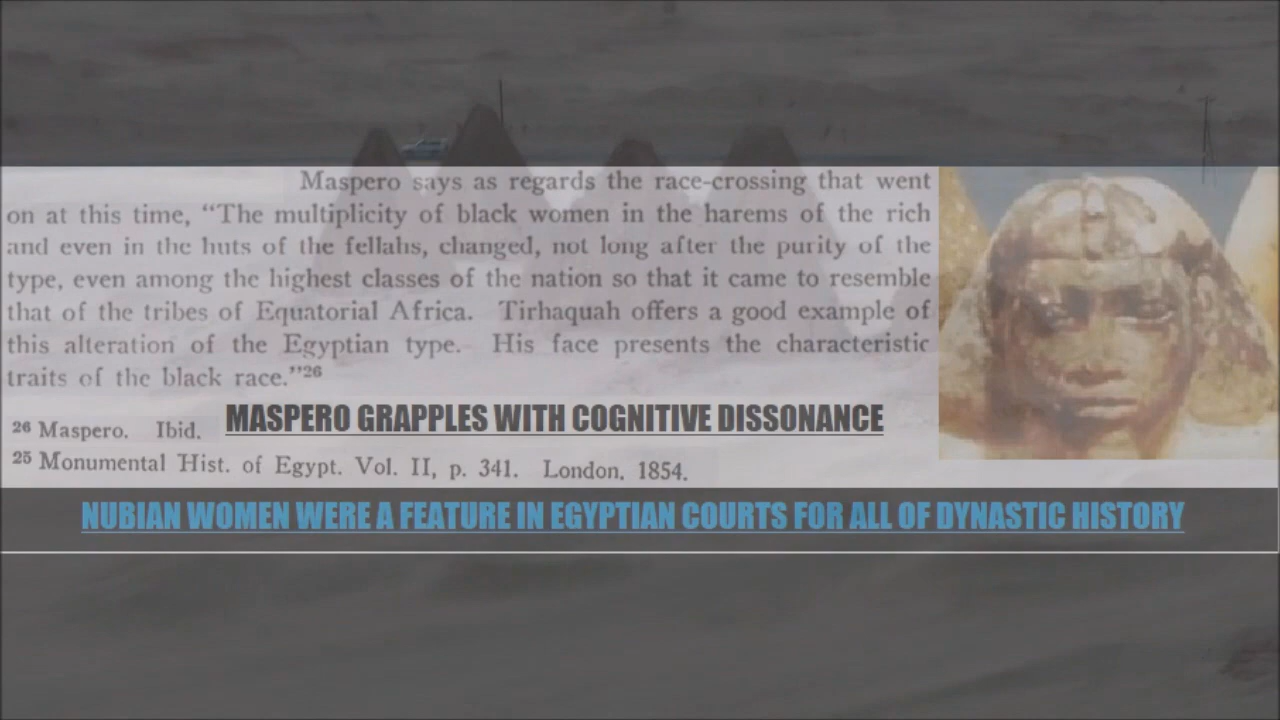 Maspero says as regards the race-crossing that went
on at this time, “The multiplicity of black women in the harems of the rich
and even in the huts of the fellahs, changed, not long after the purity of the
type, even among the highest classes of the nation so that it came to resemble
that of the tribes of Equatorial Africa. Tirhaquah offers a good example of
this alteration of the Egyptian type. His face presents the characteristic
traits of the black race.”26
26 Maspero. Ibid.
MASPERO GRAPPLES WITH COGNITIVE DISSONANCE
25 Monumental Hist. of Egypt. Vol. II, p. 341. London, 1854.
NUBIAN WOMEN WERE A FEATURE IN EGYPTIAN COURTS FOR ALL OF DYNASTIC HISTORY